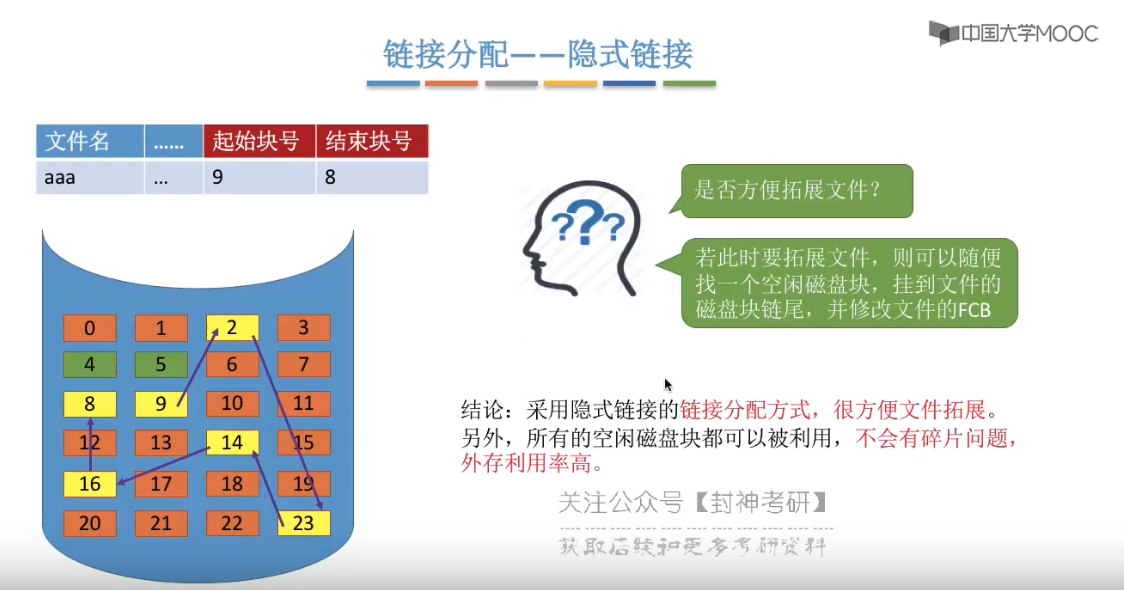 中国大学MOOC
链接分配——隐式链接
文件名 …… 起始块号 结束块号
aaa … 9 8
是否方便拓展文件？
???
若此时要拓展文件，则可以随便
找一个空闲磁盘块，挂到文件的
磁盘块链尾，并修改文件的FCB
0 1 2 3
4 5 6 7
8 9 10 11
12 13 14 15
16 17 18 19
20 21 22 23
结论：采用隐式链接的链接分配方式，很方便文件拓展。
另外，所有的空闲磁盘块都可以被利用，不会有碎片问题，
外存利用率高。
关注公众号【封神考研】
获取后续和更多考研资料